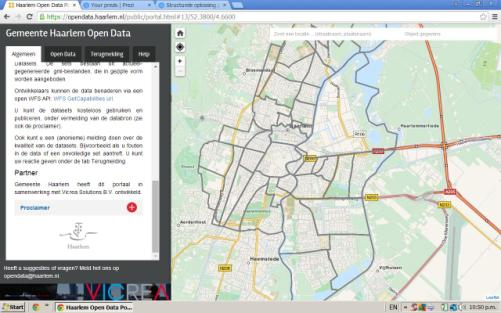 Haarlem Open Data P
Your prezis | Prezi
Structurele oplossing
https://opendata.haarlem.nl/public/portal.html#13/52.3800/4.6600
Gemeente Haarlem Open Data
Algemeen
Open Data
Terugmelding
Help
Datasets. De sets bestaan uit actueel-
gegenereerde gml-bestanden, die in gezipte vorm
worden aangeboden.
Ontwikkelaars kunnen de data benaderen via een
open WFS API: WFS GetCapabilities url
U kunt de datasets kosteloos gebruiken en
publiceren, onder vermelding van de databron (zie
ook de proclaimer).
Ook kunt u een (anonieme) melding doen over de
kwaliteit van de datasets. Bijvoorbeeld als u fouten
in de data of een onvolledige set aantreft. U kunt
uw reactie geven onder de tab Terugmelding.
Partner
Gemeente Haarlem heeft dit portaal in
samenwerking met Vicrea Solutions B.V. ontwikkeld.
Proclaimer
Haarlem
Heeft u suggesties of vragen? Meld het ons op
opendata@haarlem.nl
VICREA
Zoek een locatie... (straatnaam, plaatsnaam)
Object gegevens
Bloemendaal
Haarlem
Haarlemmerliede
Aerdenhout
Heemstede
Vijfhuizen
N205
N208
Leaflet
Start
Haarlem Open Data Po...
EN
10:50 p.m.